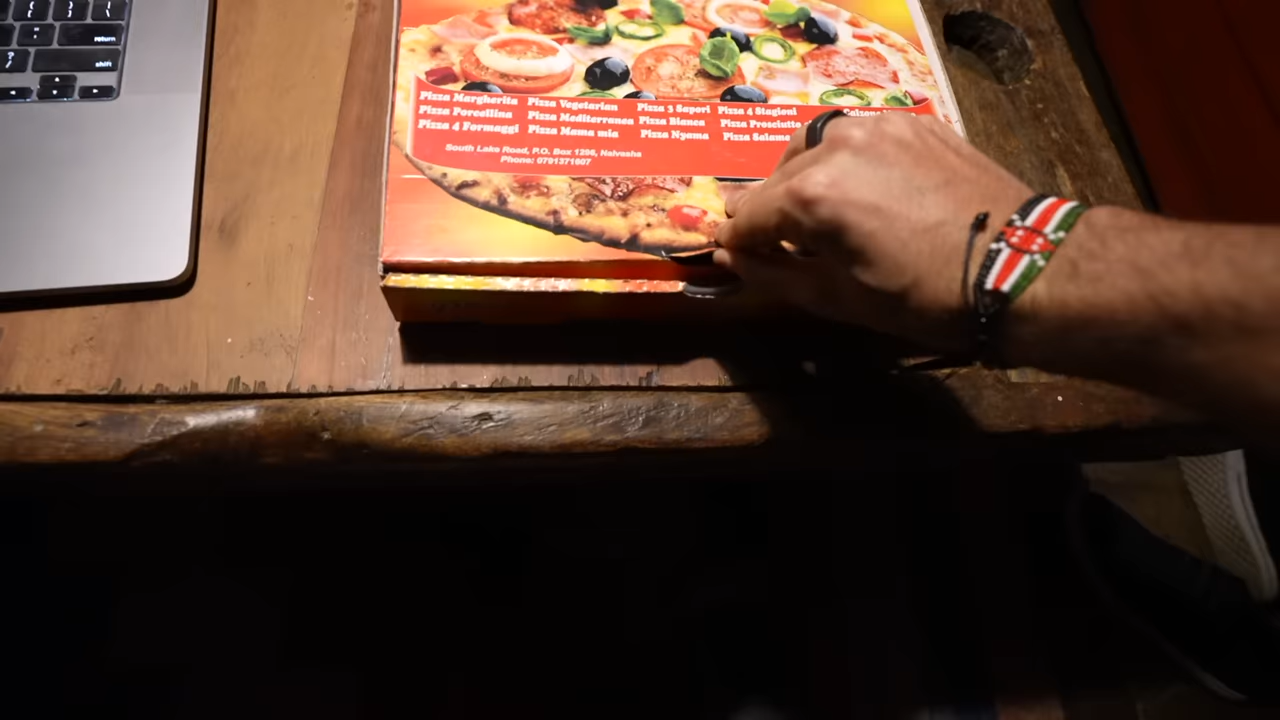 return
shift
Pizza Margherita Pizza Vegetarian Pizza 3 Sapori Pizza 4 Stagioni Calzone
Pizza Porcellina Pizza Mediterranea Pizza Bianca Pizza Prosciutto
Pizza 4 Formaggi Pizza Mama mia Pizza Nyama Pizza Salame
South Lake Road, P.O. Box 1296, Naivasha
Phone: 0791371607